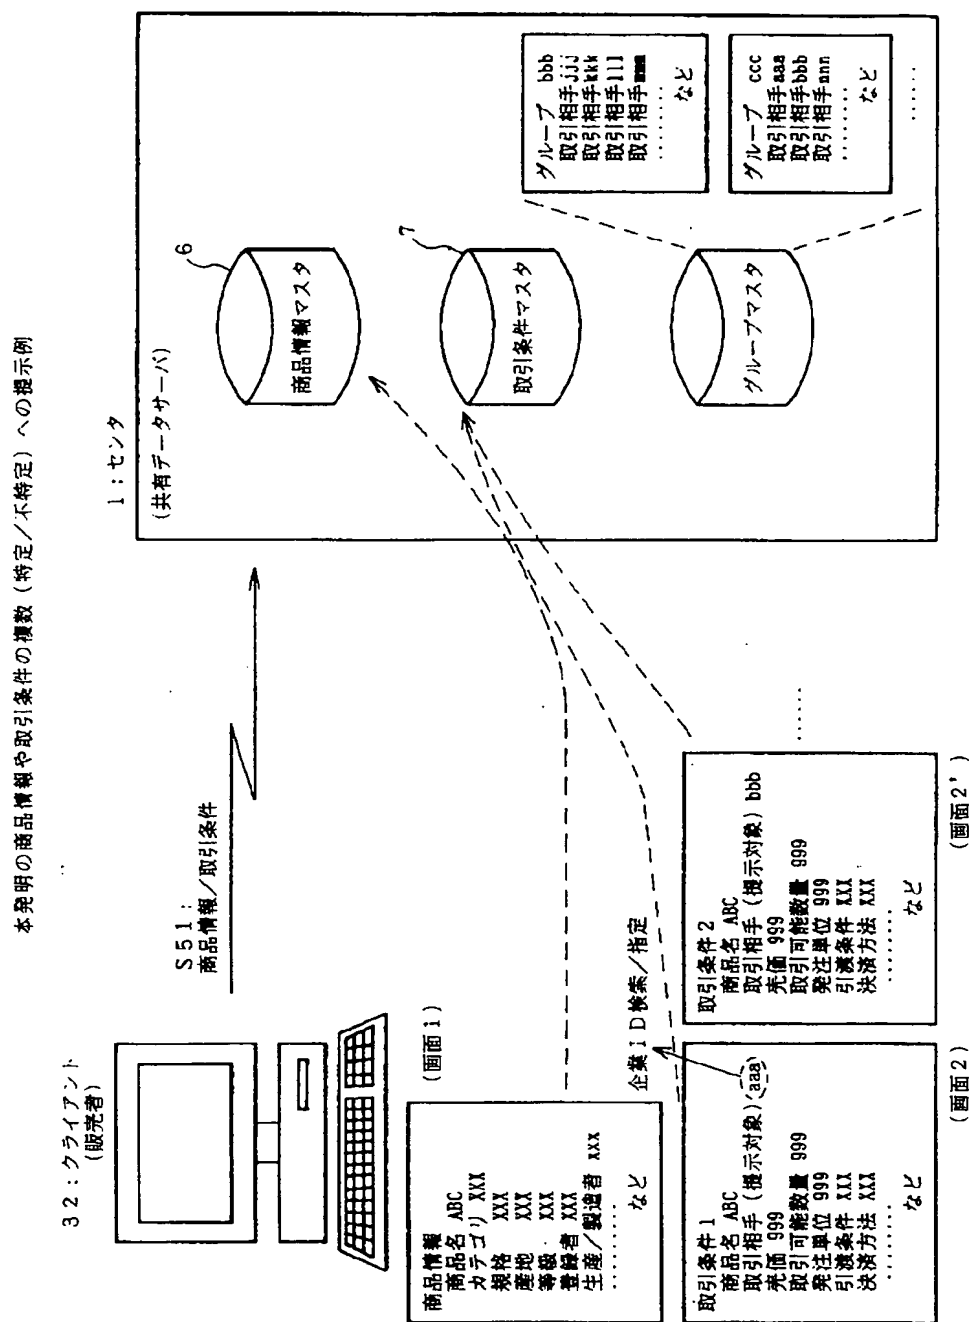 本発明の商品情報や取引条件の複数（特定／不特定）への提示例
32：クライアント
（販売者）
S51：
商品情報／取引条件
1：センタ
（共有データサーバ）
6
商品情報マスタ
7
取引条件マスタ
グループマスタ
グループ bbb
取引相手jjj
取引相手kkk
取引相手lll
取引相手mmm
........
など
グループ ccc
取引相手aaa
取引相手bbb
取引相手nnn
........
など
......
（画面1）
商品情報
商品名 ABC
カテゴリ XXX
規格 XXX
産地 XXX
等級 XXX
登録者 XXX
生産／製造者 xxx
........
など
企業ID検索／指定
取引条件1
商品名 ABC
取引相手（提示対象）aaa
売価 999
取引可能数量 999
発注単位 999
引渡条件 XXX
決済方法 XXX
........
など
（画面2）
取引条件2
商品名 ABC
取引相手（提示対象）bbb
売価 999
取引可能数量 999
発注単位 999
引渡条件 XXX
決済方法 XXX
........
など
（画面2'）
......